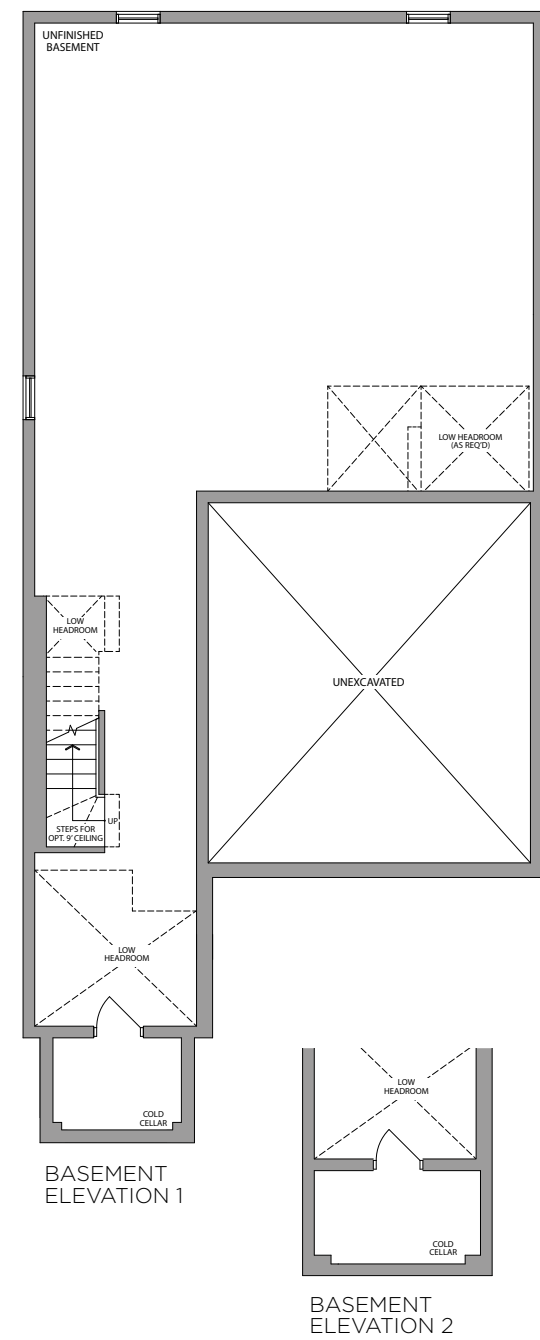 UNFINISHED
BASEMENT
LOW HEADROOM
(AS REQ'D)
LOW
HEADROOM
UNEXCAVATED
UP
STEPS FOR
OPT. 9' CEILING
LOW
HEADROOM
COLD
CELLAR
BASEMENT
ELEVATION 1
LOW
HEADROOM
COLD
CELLAR
BASEMENT
ELEVATION 2